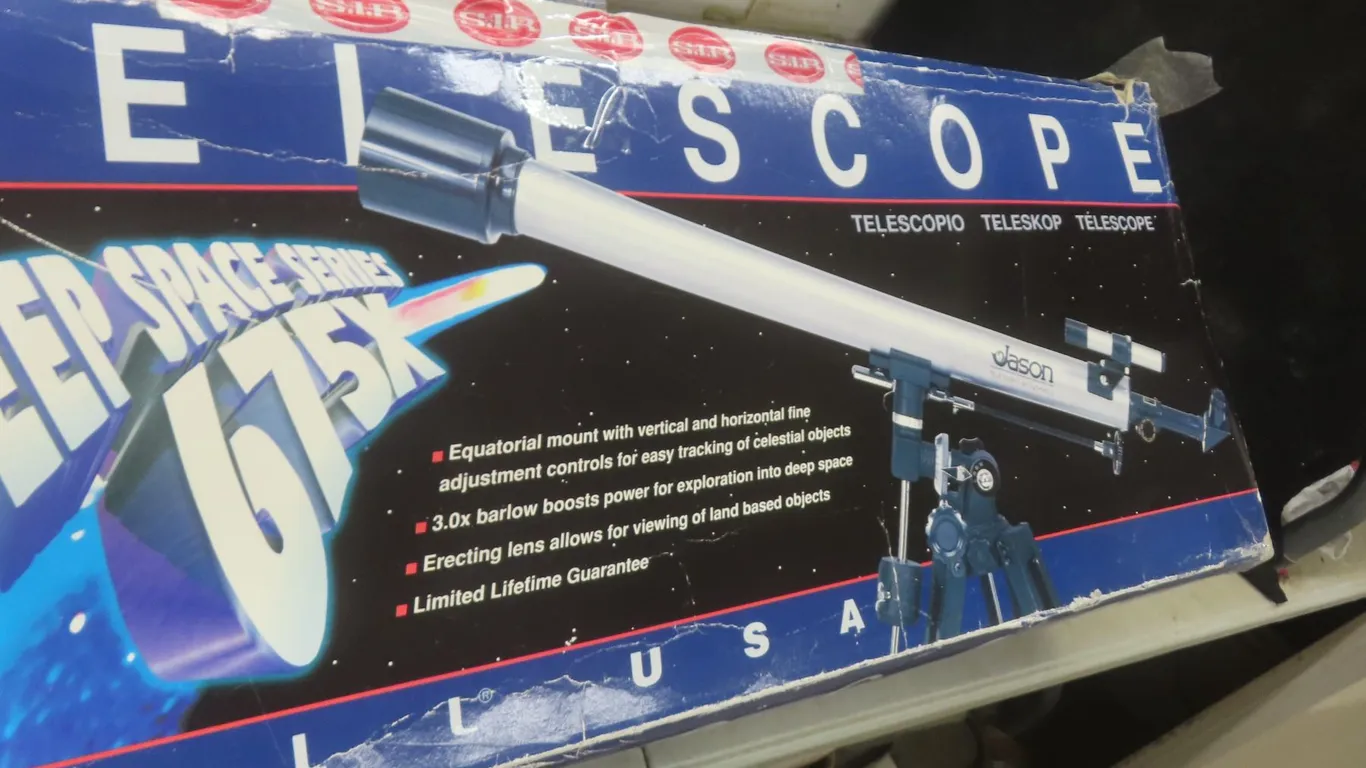 S.I.R S.I.R S.I.R S.I.R S.I.R
ELESCOPE
TELESCOPIO TELESKOP TÉLESCOPE
EEP SPACE SERIES
675X
Jason
Equatorial mount with vertical and horizontal fine
adjustment controls for easy tracking of celestial objects
3.0x barlow boosts power for exploration into deep space
Erecting lens allows for viewing of land based objects
Limited Lifetime Guarantee
L ® USA